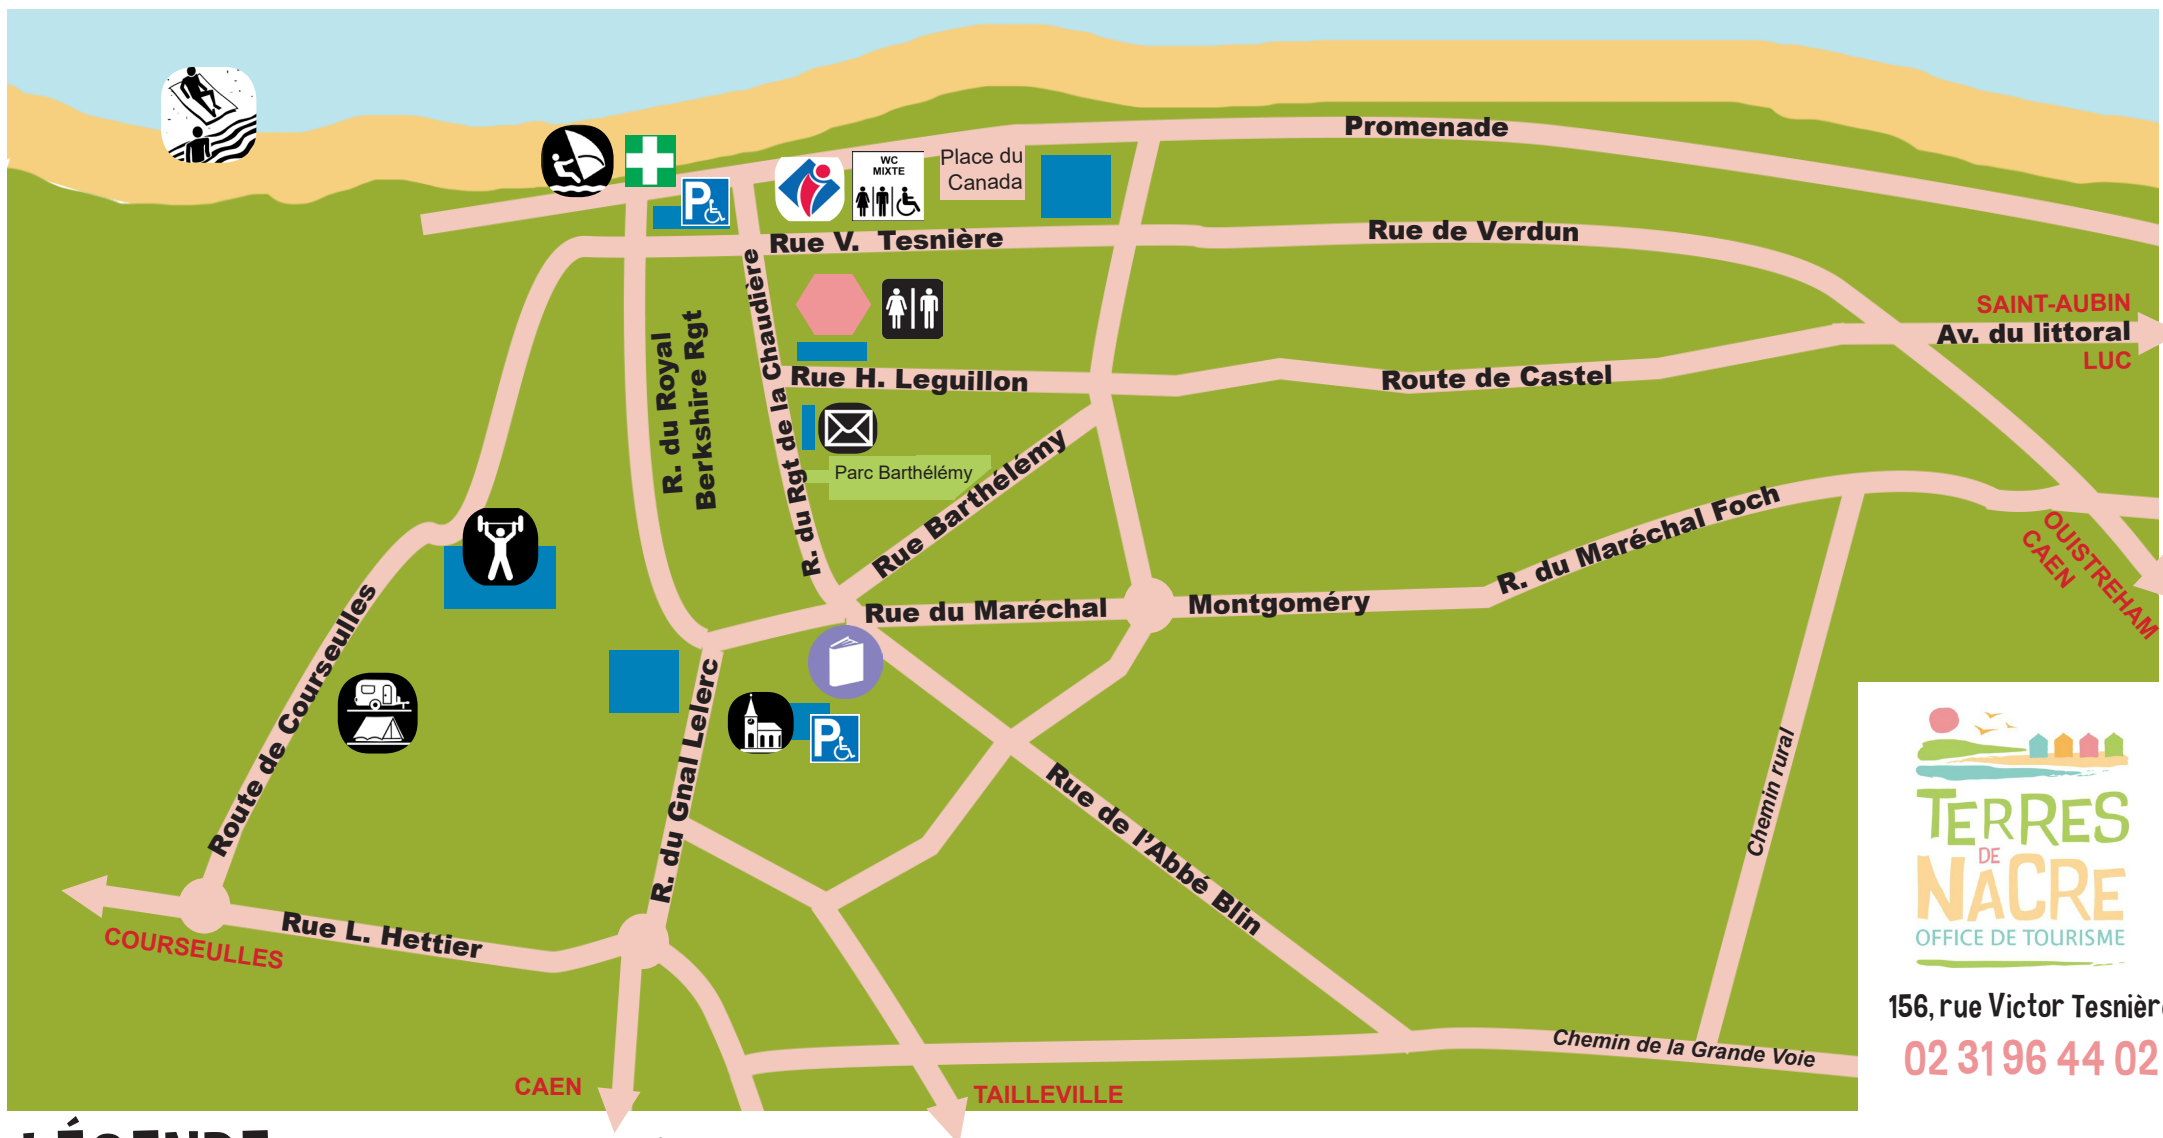 Promenade
WC
MIXTE
Place du
Canada
P
Rue V. Tesnière
Rue de Verdun
R. du Rgt de la Chaudière
R. du Royal
Berkshire Rgt
SAINT-AUBIN
Av. du littoral
LUC
Rue H. Leguillon
Route de Castel
Parc Barthélémy
Rue Barthélémy
R. du Maréchal Foch
OUISTREHAM
CAEN
Rue du Maréchal Montgoméry
Route de Courseulles
R. du Gnal Lelerc
P
Rue de l'Abbé Blin
Chemin rural
Rue L. Hettier
COURSEULLES
Chemin de la Grande Voie
CAEN
TAILLEVILLE
TERRES
DE
NACRE
OFFICE DE TOURISME
156, rue Victor Tesnière
02 31 96 44 02
LÉGENDE